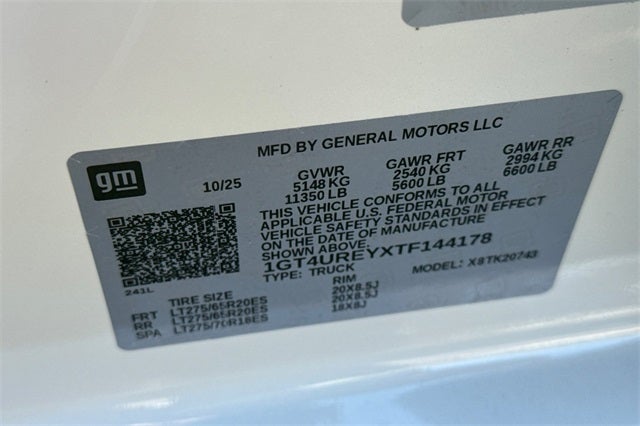 MFD BY GENERAL MOTORS LLC
gm
10/25
GVWR GAWR FRT GAWR RR
5148 KG 2540 KG 2994 KG
11350 LB 5600 LB 6600 LB
THIS VEHICLE CONFORMS TO ALL
APPLICABLE U.S. FEDERAL MOTOR
VEHICLE SAFETY STANDARDS IN EFFECT
ON THE DATE OF MANUFACTURE
SHOWN ABOVE.
1GT4UREYXTF144178
TYPE: TRUCK MODEL: X8TK20743
241L
TIRE SIZE RIM
FRT LT275/65R20ES 20X8.5J
RR LT275/65R20ES 20X8.5J
SPA LT275/70R18ES 18X8J